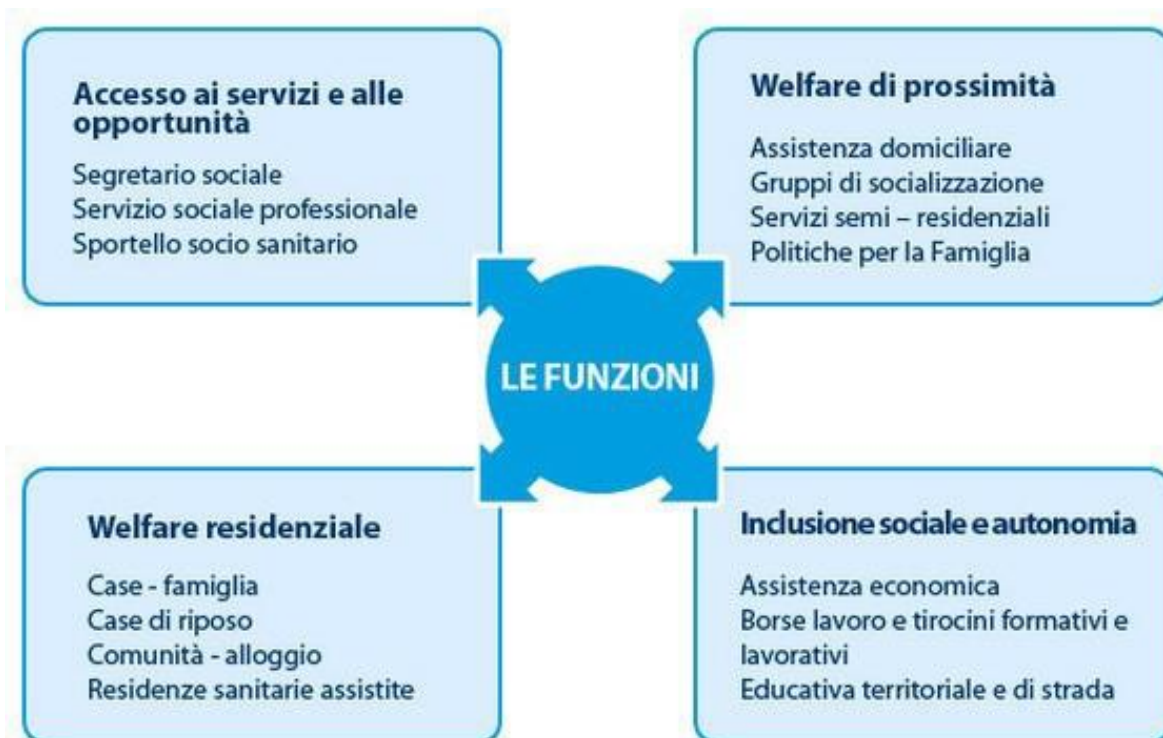 Accesso ai servizi e alle
opportunità
Segretario sociale
Servizio sociale professionale
Sportello socio sanitario
Welfare di prossimità
Assistenza domiciliare
Gruppi di socializzazione
Servizi semi – residenziali
Politiche per la Famiglia
LE FUNZIONI
Welfare residenziale
Case - famiglia
Case di riposo
Comunità - alloggio
Residenze sanitarie assistite
Inclusione sociale e autonomia
Assistenza economica
Borse lavoro e tirocini formativi e
lavorativi
Educativa territoriale e di strada